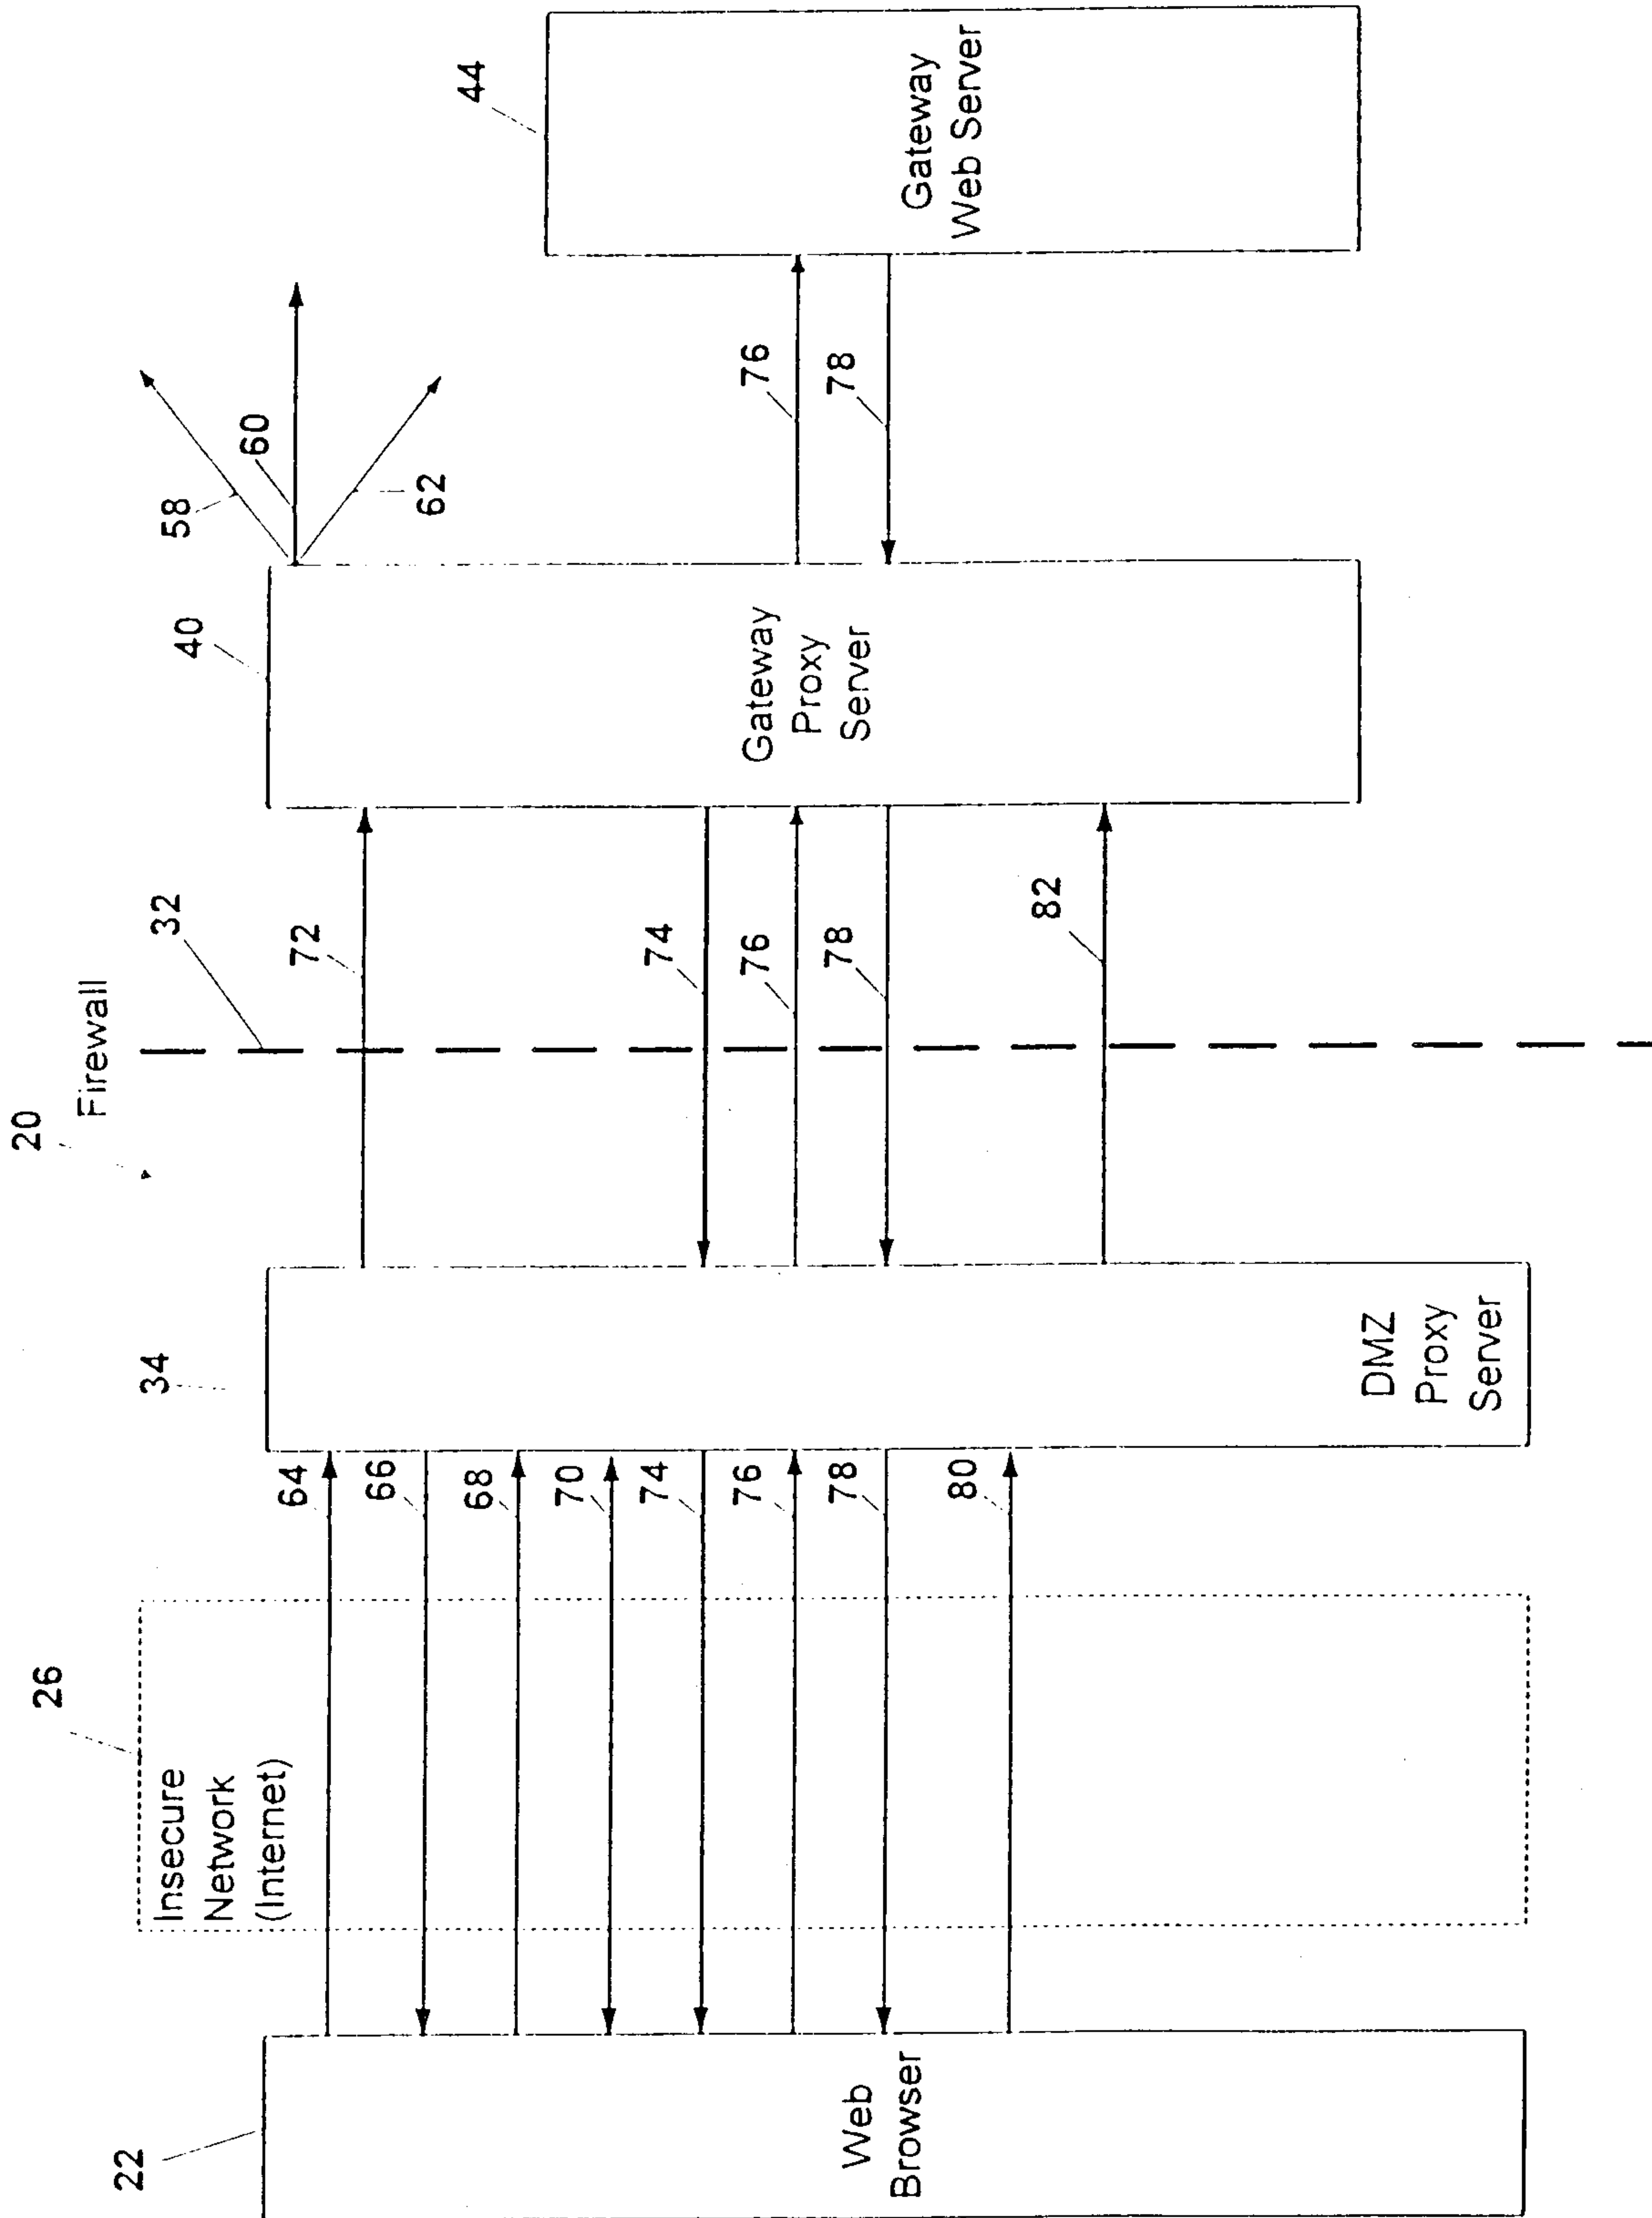 20
Firewall
32
26
Insecure
Network
(Internet)
22
Web
Browser
34
DMZ
Proxy
Server
40
Gateway
Proxy
Server
44
Gateway
Web Server
58
60
62
64
66
68
70
74
76
78
80
72
74
76
78
82
76
78